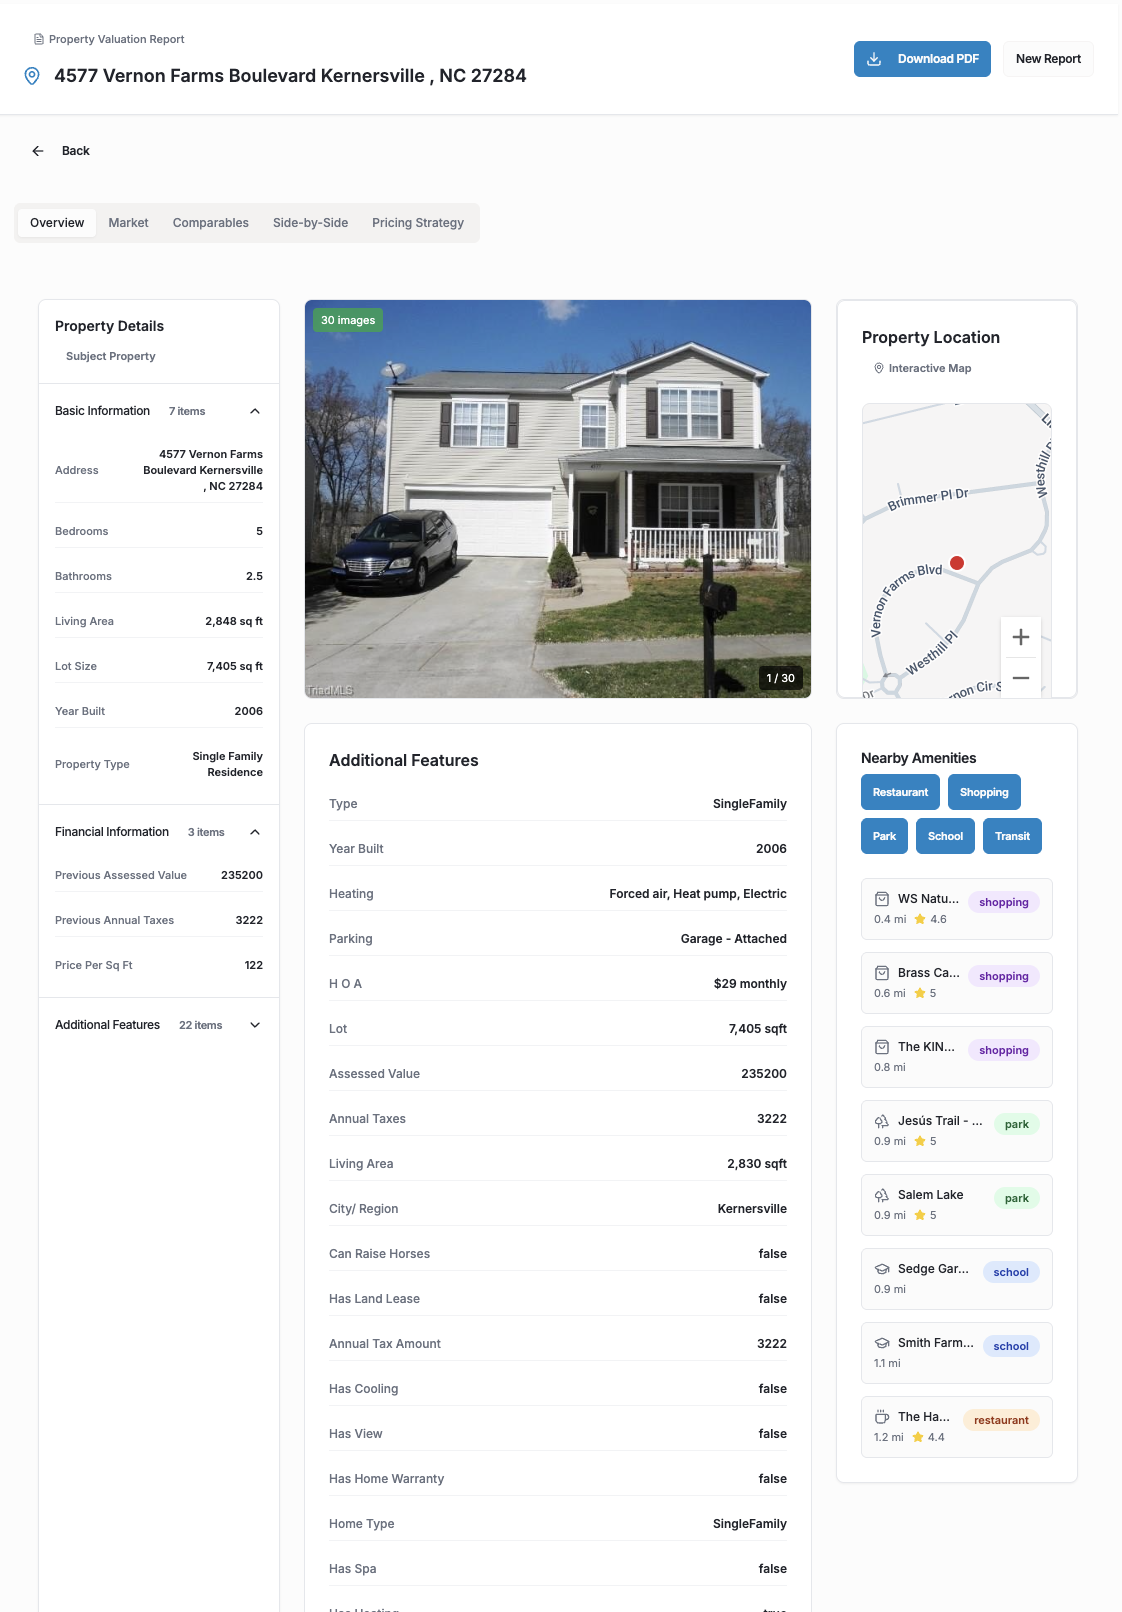 Property Valuation Report
4577 Vernon Farms Boulevard Kernersville , NC 27284
Download PDF
New Report
Back
Overview
Market
Comparables
Side-by-Side
Pricing Strategy
Property Details
Subject Property
Basic Information 7 items
Address
4577 Vernon Farms
Boulevard Kernersville
, NC 27284
Bedrooms 5
Bathrooms 2.5
Living Area 2,848 sq ft
Lot Size 7,405 sq ft
Year Built 2006
Property Type
Single Family
Residence
Financial Information 3 items
Previous Assessed Value 235200
Previous Annual Taxes 3222
Price Per Sq Ft 122
Additional Features 22 items
30 images
4577
TriadMLS
1 / 30
Additional Features
Type SingleFamily
Year Built 2006
Heating Forced air, Heat pump, Electric
Parking Garage - Attached
H O A $29 monthly
Lot 7,405 sqft
Assessed Value 235200
Annual Taxes 3222
Living Area 2,830 sqft
City/ Region Kernersville
Can Raise Horses false
Has Land Lease false
Annual Tax Amount 3222
Has Cooling false
Has View false
Has Home Warranty false
Home Type SingleFamily
Has Spa false
Has Heating true
Property Location
Interactive Map
Brimmer Pl Dr
Westhill
Vernon Farms Blvd
Westhill Pl
non Cir S
Dr
Nearby Amenities
Restaurant
Shopping
Park
School
Transit
WS Natu... shopping
0.4 mi 4.6
Brass Ca... shopping
0.6 mi 5
The KIN... shopping
0.8 mi
Jesús Trail - ... park
0.9 mi 5
Salem Lake park
0.9 mi 5
Sedge Gar... school
0.9 mi
Smith Farm... school
1.1 mi
The Ha... restaurant
1.2 mi 4.4